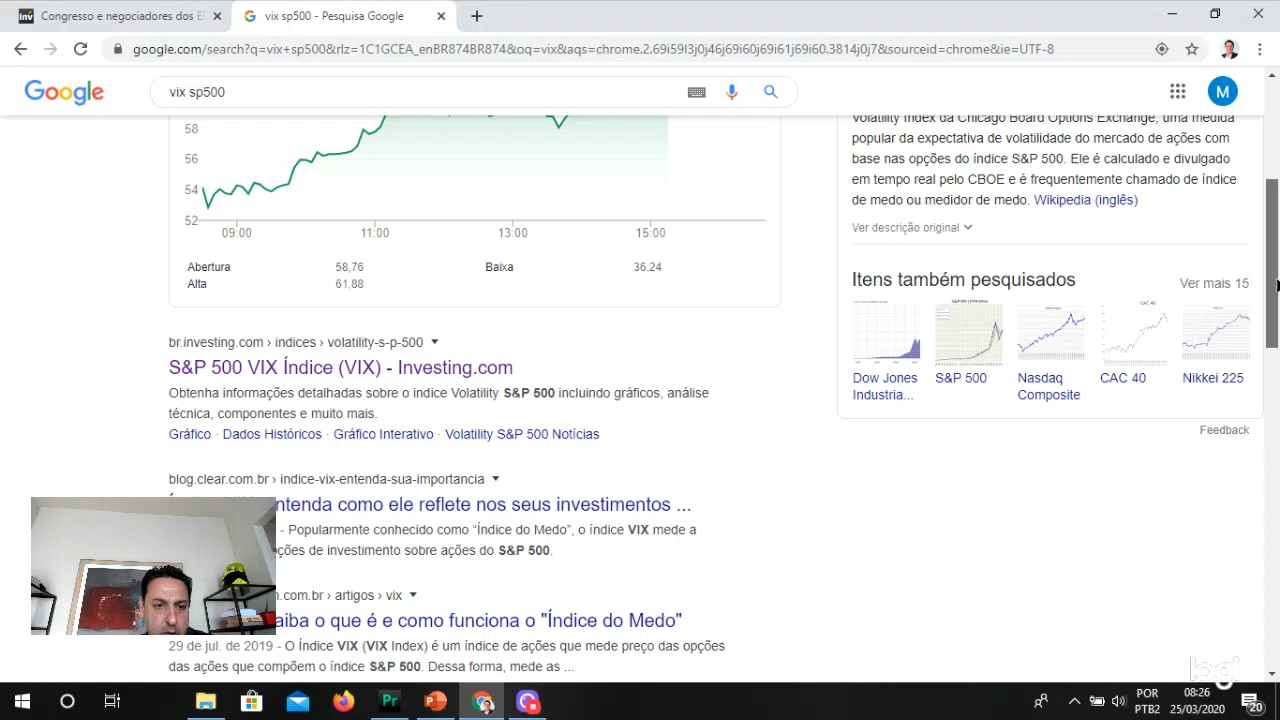 Congresso e negociadores dos E
vix sp500 - Pesquisa Google
google.com/search?q=vix+sp500&rlz=1C1GCEA_enBR874BR874&oq=vix&aqs=chrome.2.69i59l3j0j46j69i60j69i61j69i60.3814j0j7&sourceid=chrome&ie=UTF-8
Google
vix sp500
M
58
56
54
52
09:00
11:00
13:00
15:00
Abertura 58,76 Baixa 36,24
Alta 61,88
Volatility Index da Chicago Board Options Exchange, uma medida
popular da expectativa de volatilidade do mercado de ações com
base nas opções do índice S&P 500. Ele é calculado e divulgado
em tempo real pelo CBOE e é frequentemente chamado de índice
de medo ou medidor de medo. Wikipedia (inglês)
Ver descrição original
Itens também pesquisados
Ver mais 15
Dow Jones
Industria...
S&P 500
Nasdaq
Composite
CAC 40
Nikkei 225
Feedback
br.investing.com › indices › volatility-s-p-500
S&P 500 VIX Índice (VIX) - Investing.com
Obtenha informações detalhadas sobre o indice Volatility S&P 500 incluindo gráficos, análise
técnica, componentes e muito mais.
Gráfico · Dados Históricos · Gráfico Interativo · Volatility S&P 500 Notícias
blog.clear.com.br › indice-vix-entenda-sua-importancia
ntenda como ele reflete nos seus investimentos ...
- Popularmente conhecido como “Índice do Medo”, o índice VIX mede a
ções de investimento sobre ações do S&P 500.
n.com.br › artigos › vix
aiba o que é e como funciona o "Índice do Medo"
29 de jul. de 2019 - O Índice VIX (VIX Index) é um índice de ações que mede preço das opções
das ações que compõem o índice S&P 500. Dessa forma, mede as ...
logi
Pr
P
POR
PTB2
08:26
25/03/2020
20